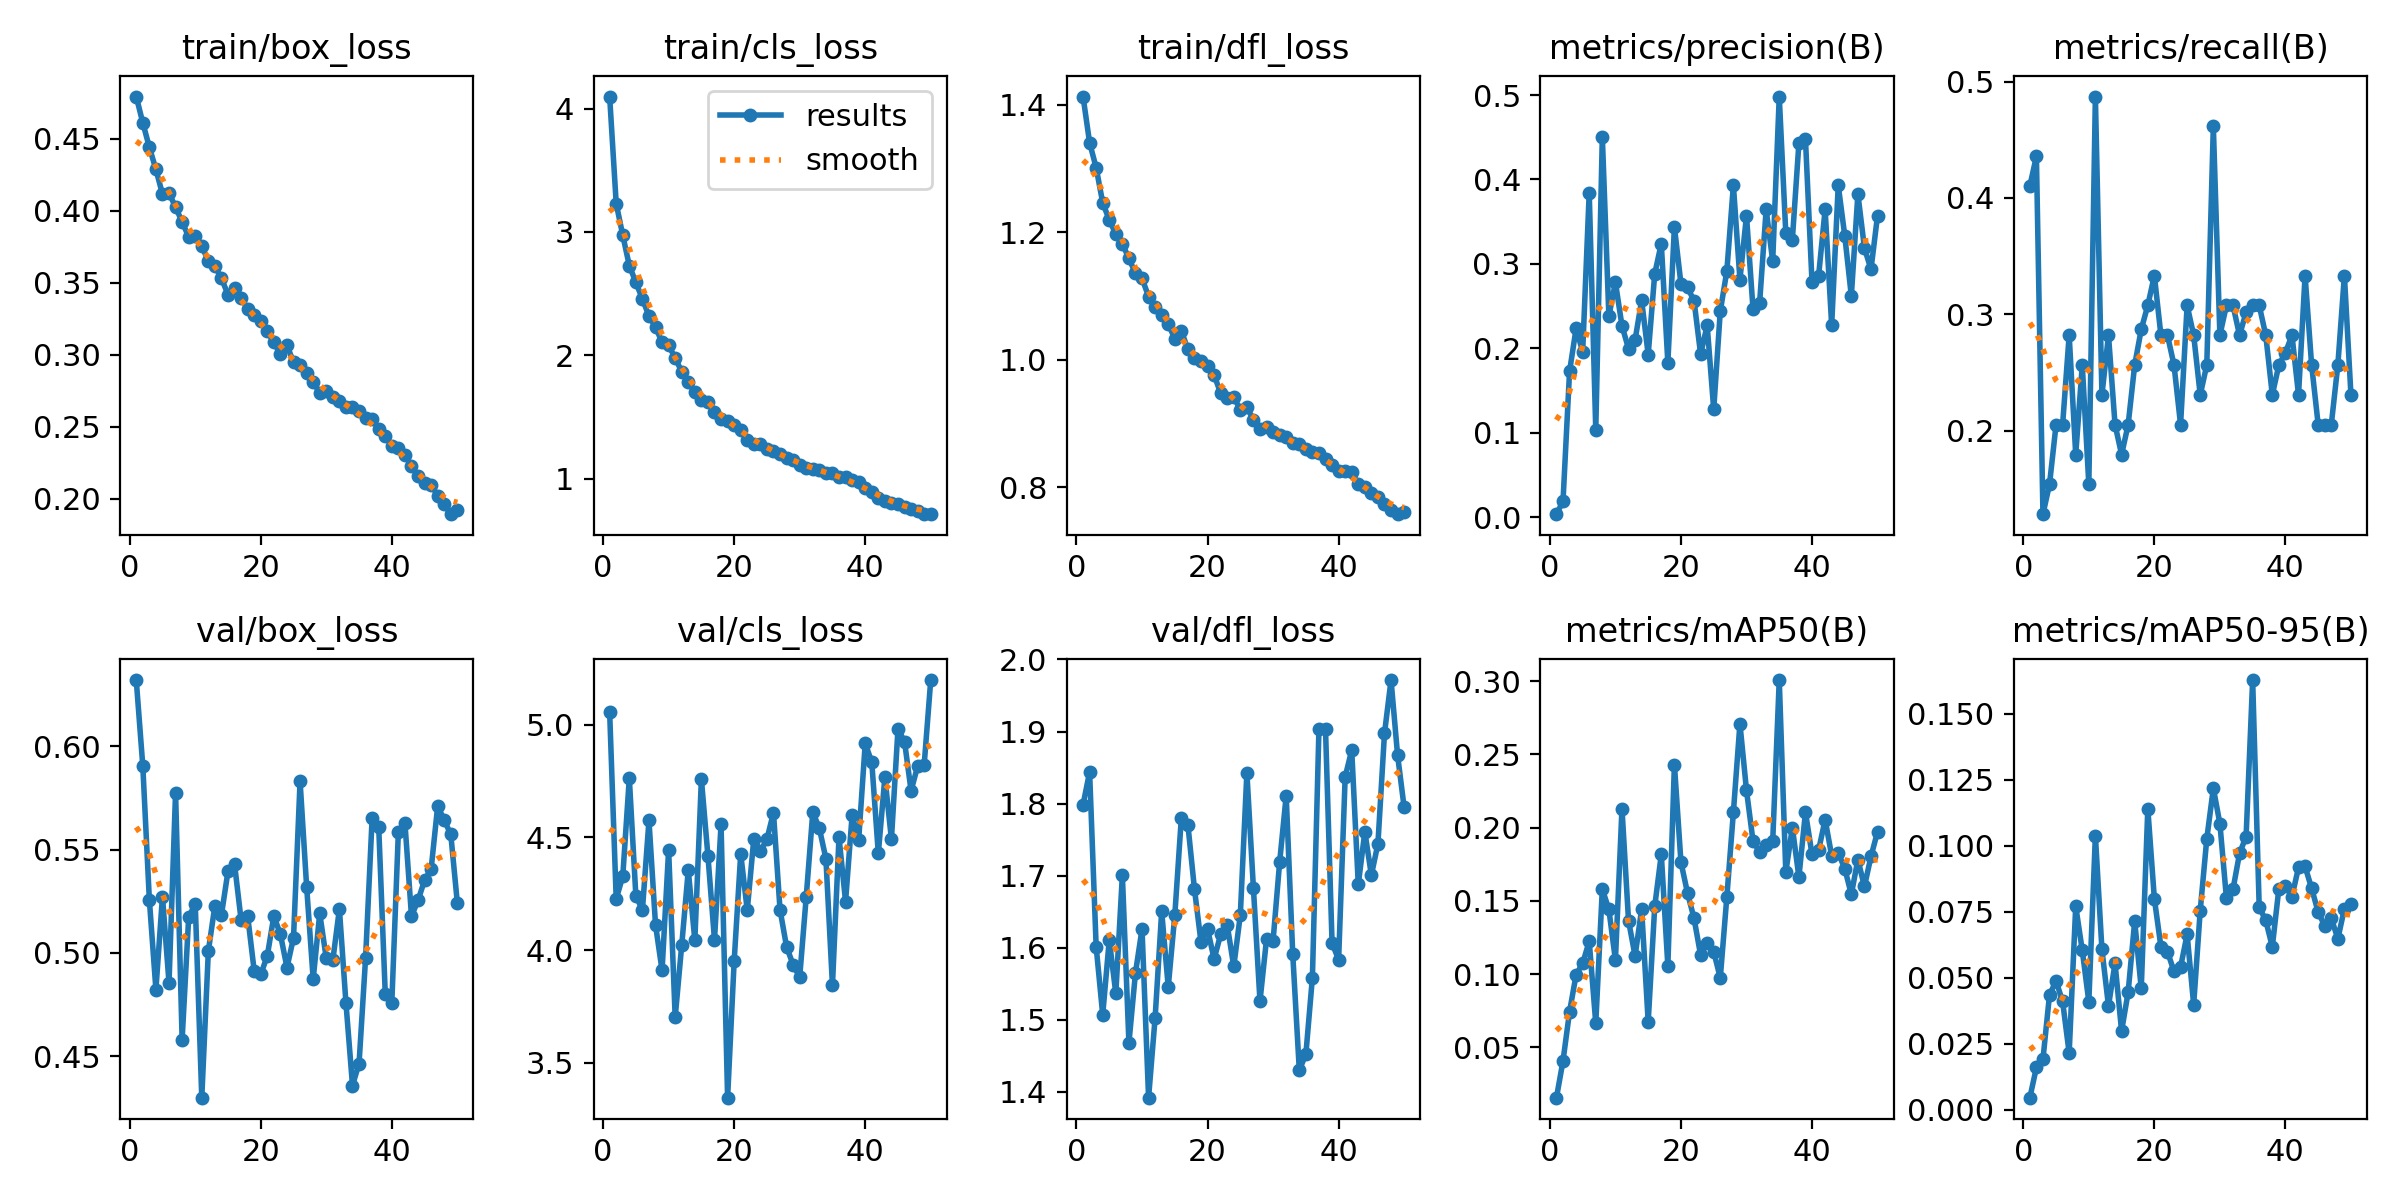 train/box_loss
0.45
0.40
0.35
0.30
0.25
0.20
0 20 40
train/cls_loss
results
smooth
4
3
2
1
0 20 40
train/dfl_loss
1.4
1.2
1.0
0.8
0 20 40
metrics/precision(B)
0.5
0.4
0.3
0.2
0.1
0.0
0 20 40
metrics/recall(B)
0.5
0.4
0.3
0.2
0 20 40
val/box_loss
0.60
0.55
0.50
0.45
0 20 40
val/cls_loss
5.0
4.5
4.0
3.5
0 20 40
val/dfl_loss
2.0
1.9
1.8
1.7
1.6
1.5
1.4
0 20 40
metrics/mAP50(B)
0.30
0.25
0.20
0.15
0.10
0.05
0 20 40
metrics/mAP50-95(B)
0.150
0.125
0.100
0.075
0.050
0.025
0.000
0 20 40